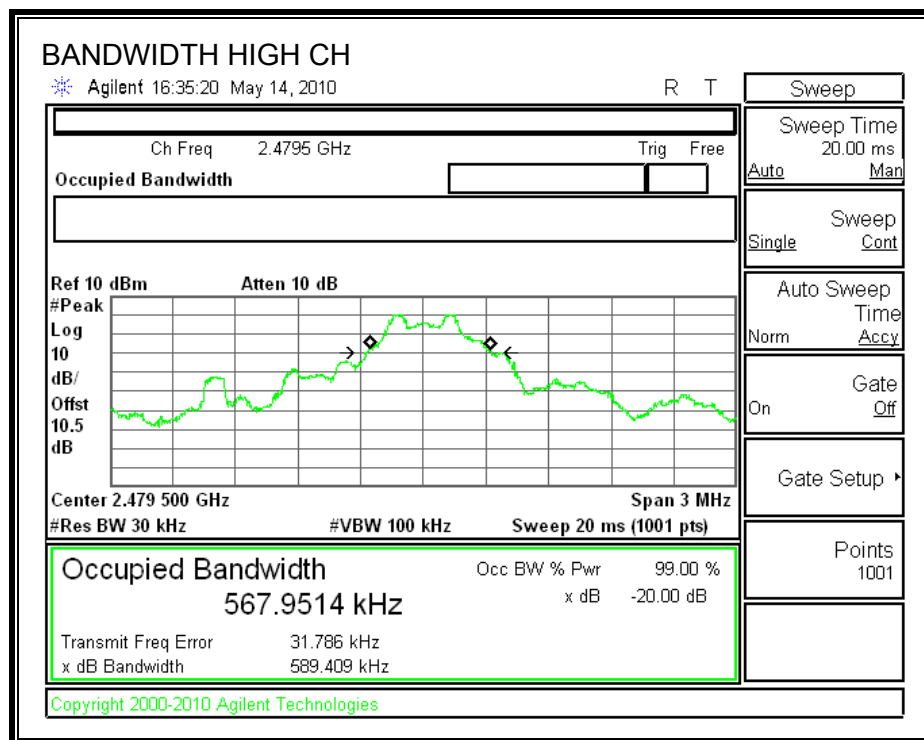 BANDWIDTH HIGH CH
Agilent 16:35:20 May 14, 2010 R T
Sweep
Ch Freq 2.4795 GHz Trig Free
Occupied Bandwidth
Sweep Time
20.00 ms
Auto Man
Sweep
Single Cont
Auto Sweep
Time
Norm Accy
Gate
On Off
Gate Setup
Points
1001
Ref 10 dBm Atten 10 dB
#Peak
Log
10
dB/
Offst
10.5
dB
Center 2.479 500 GHz Span 3 MHz
#Res BW 30 kHz #VBW 100 kHz Sweep 20 ms (1001 pts)
Occupied Bandwidth Occ BW % Pwr 99.00 %
567.9514 kHz x dB -20.00 dB
Transmit Freq Error 31.786 kHz
x dB Bandwidth 589.409 kHz
Copyright 2000-2010 Agilent Technologies